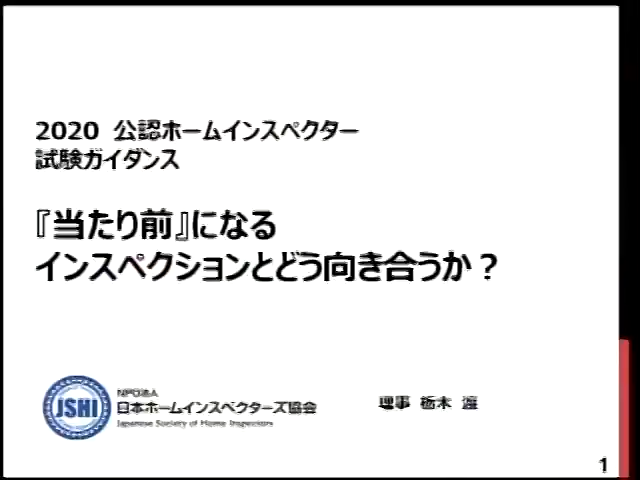 2020 公認ホームインスペクター
試験ガイダンス
『当たり前』になる
インスペクションとどう向き合うか？
JSHI
NPO法人
日本ホームインスペクターズ協会
Japanese Society of Home Inspectors
理事 栃木 渡
1